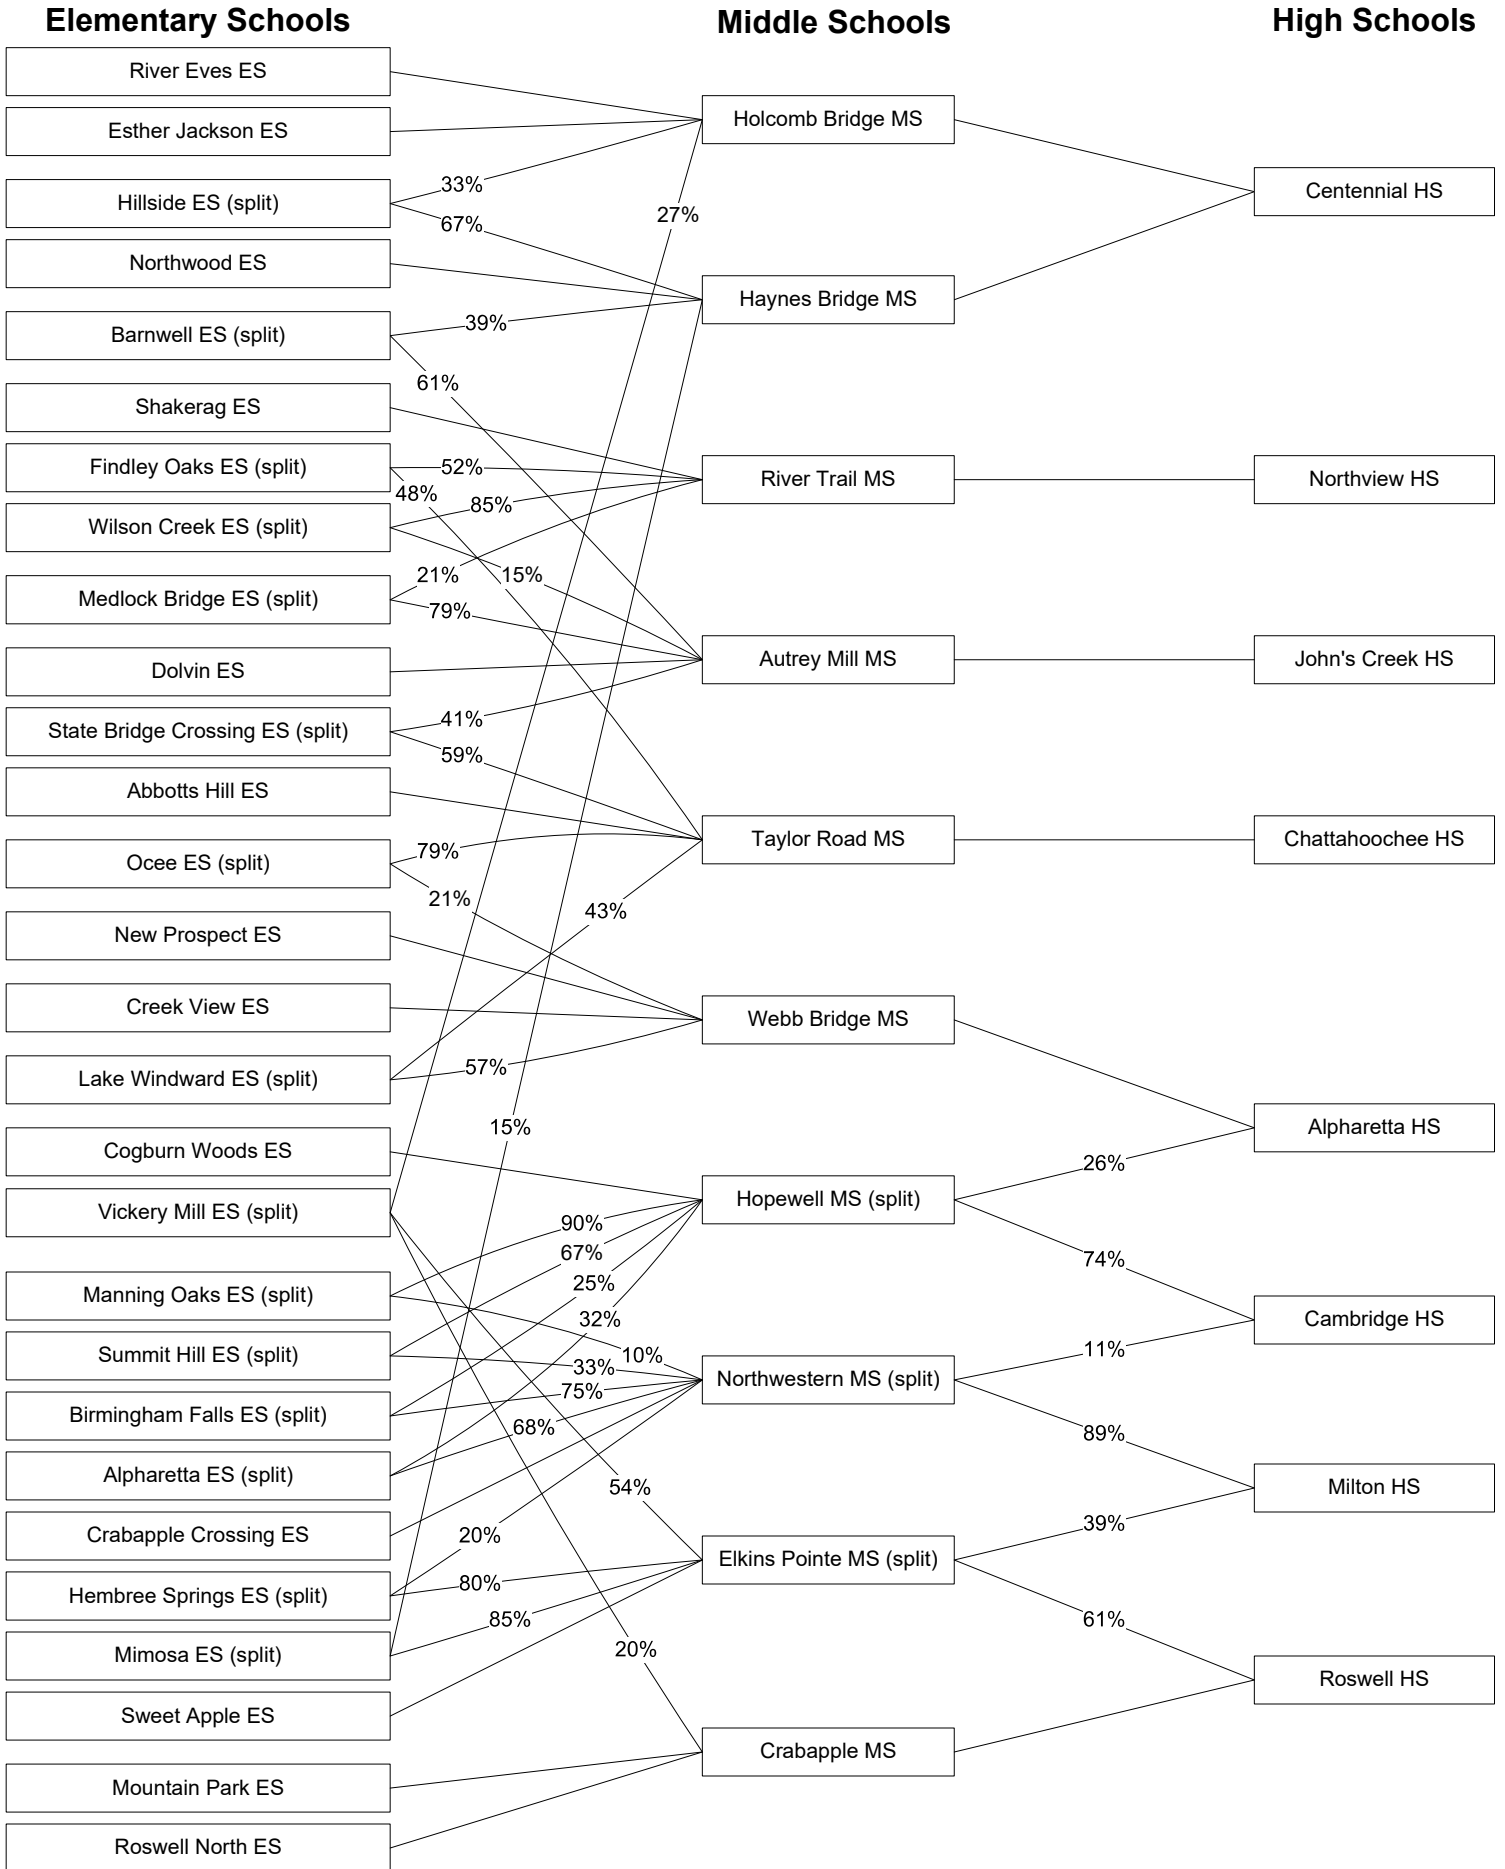 Elementary Schools
Middle Schools
High Schools
River Eves ES
Esther Jackson ES
Hillside ES (split)
Northwood ES
Barnwell ES (split)
Shakerag ES
Findley Oaks ES (split)
Wilson Creek ES (split)
Medlock Bridge ES (split)
Dolvin ES
State Bridge Crossing ES (split)
Abbotts Hill ES
Ocee ES (split)
New Prospect ES
Creek View ES
Lake Windward ES (split)
Cogburn Woods ES
Vickery Mill ES (split)
Manning Oaks ES (split)
Summit Hill ES (split)
Birmingham Falls ES (split)
Alpharetta ES (split)
Crabapple Crossing ES
Hembree Springs ES (split)
Mimosa ES (split)
Sweet Apple ES
Mountain Park ES
Roswell North ES
33%
27%
67%
39%
61%
52%
48%
85%
21%
15%
79%
41%
59%
79%
21%
43%
57%
15%
90%
67%
25%
32%
10%
33%
75%
68%
54%
20%
80%
85%
20%
Holcomb Bridge MS
Haynes Bridge MS
River Trail MS
Autrey Mill MS
Taylor Road MS
Webb Bridge MS
Hopewell MS (split)
Northwestern MS (split)
Elkins Pointe MS (split)
Crabapple MS
26%
74%
11%
89%
39%
61%
Centennial HS
Northview HS
John's Creek HS
Chattahoochee HS
Alpharetta HS
Cambridge HS
Milton HS
Roswell HS